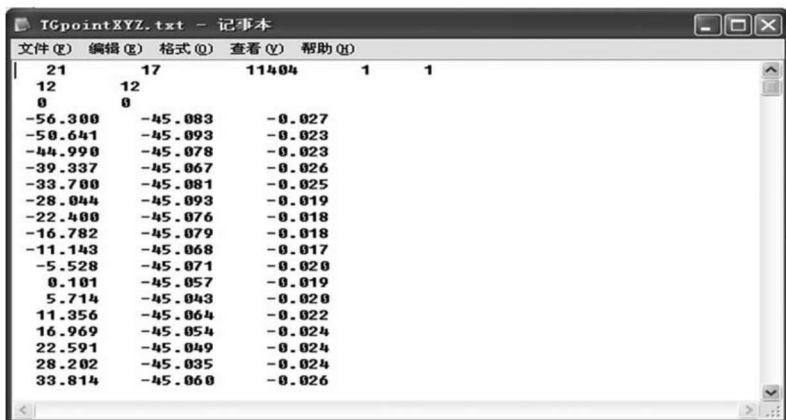 TGpointXYZ.txt - 记事本
文件(F) 编辑(E) 格式(O) 查看(V) 帮助(H)
21 17 11404 1 1
12 12
0 0
-56.300 -45.083 -0.027
-50.641 -45.093 -0.023
-44.990 -45.078 -0.023
-39.337 -45.067 -0.026
-33.700 -45.081 -0.025
-28.044 -45.093 -0.019
-22.400 -45.076 -0.018
-16.782 -45.079 -0.018
-11.143 -45.068 -0.017
-5.528 -45.071 -0.020
0.101 -45.057 -0.019
5.714 -45.043 -0.020
11.356 -45.064 -0.022
16.969 -45.054 -0.024
22.591 -45.049 -0.024
28.202 -45.035 -0.024
33.814 -45.060 -0.026